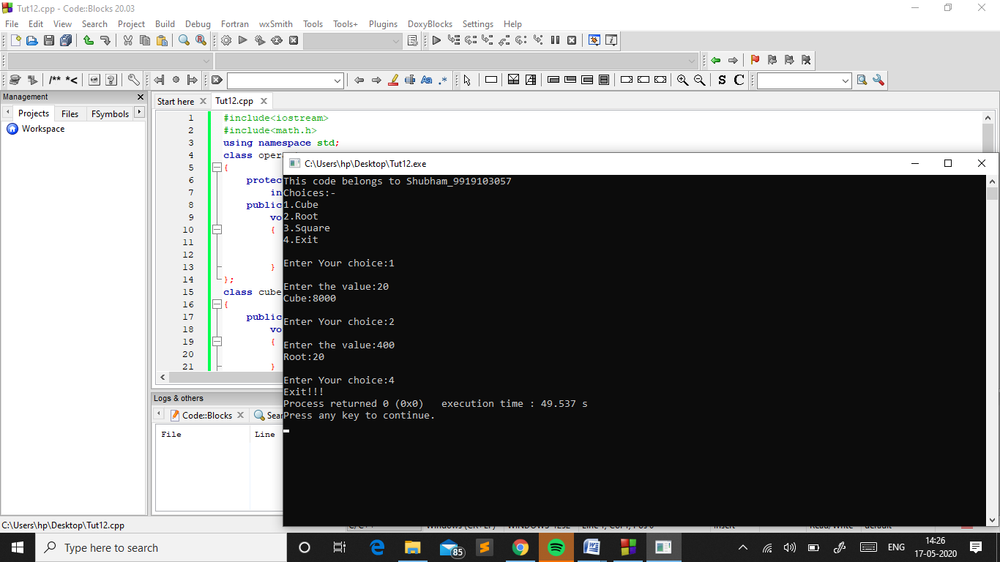 Tut12.cpp - Code::Blocks 20.03
File Edit View Search Project Build Debug Fortran wxSmith Tools Tools+ Plugins DoxyBlocks Settings Help
/** *<
Aa .*
S C
Management
Projects Files FSymbols
Workspace
Start here Tut12.cpp
1 #include<iostream>
2 #include<math.h>
3 using namespace std;
4 class oper
5 {
6 protec
7 in
8 public
9 vo
10 {
11
12
13 }
14 };
15 class cube
16 {
17 public
18 vo
19 {
20
21 }
C:\Users\hp\Desktop\Tut12.exe
This code belongs to Shubham_9919103057
Choices:-
1.Cube
2.Root
3.Square
4.Exit
Enter Your choice:1
Enter the value:20
Cube:8000
Enter Your choice:2
Enter the value:400
Root:20
Enter Your choice:4
Exit!!!
Process returned 0 (0x0) execution time : 49.537 s
Press any key to continue.
Logs & others
Code::Blocks Sear
File Line
C:\Users\hp\Desktop\Tut12.cpp
Type here to search
85
ENG
14:26
17-05-2020